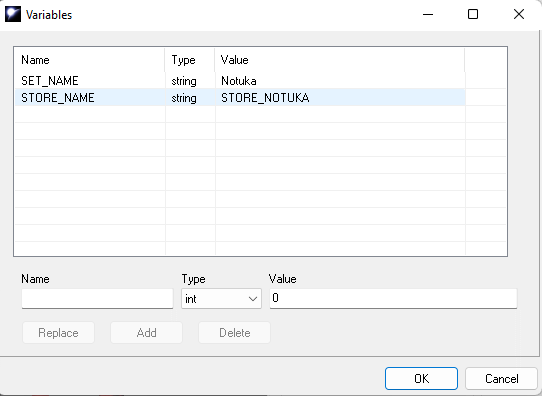 Variables
Name Type Value
SET_NAME string Notuka
STORE_NAME string STORE_NOTUKA
Name Type Value
int 0
Replace Add Delete
OK Cancel